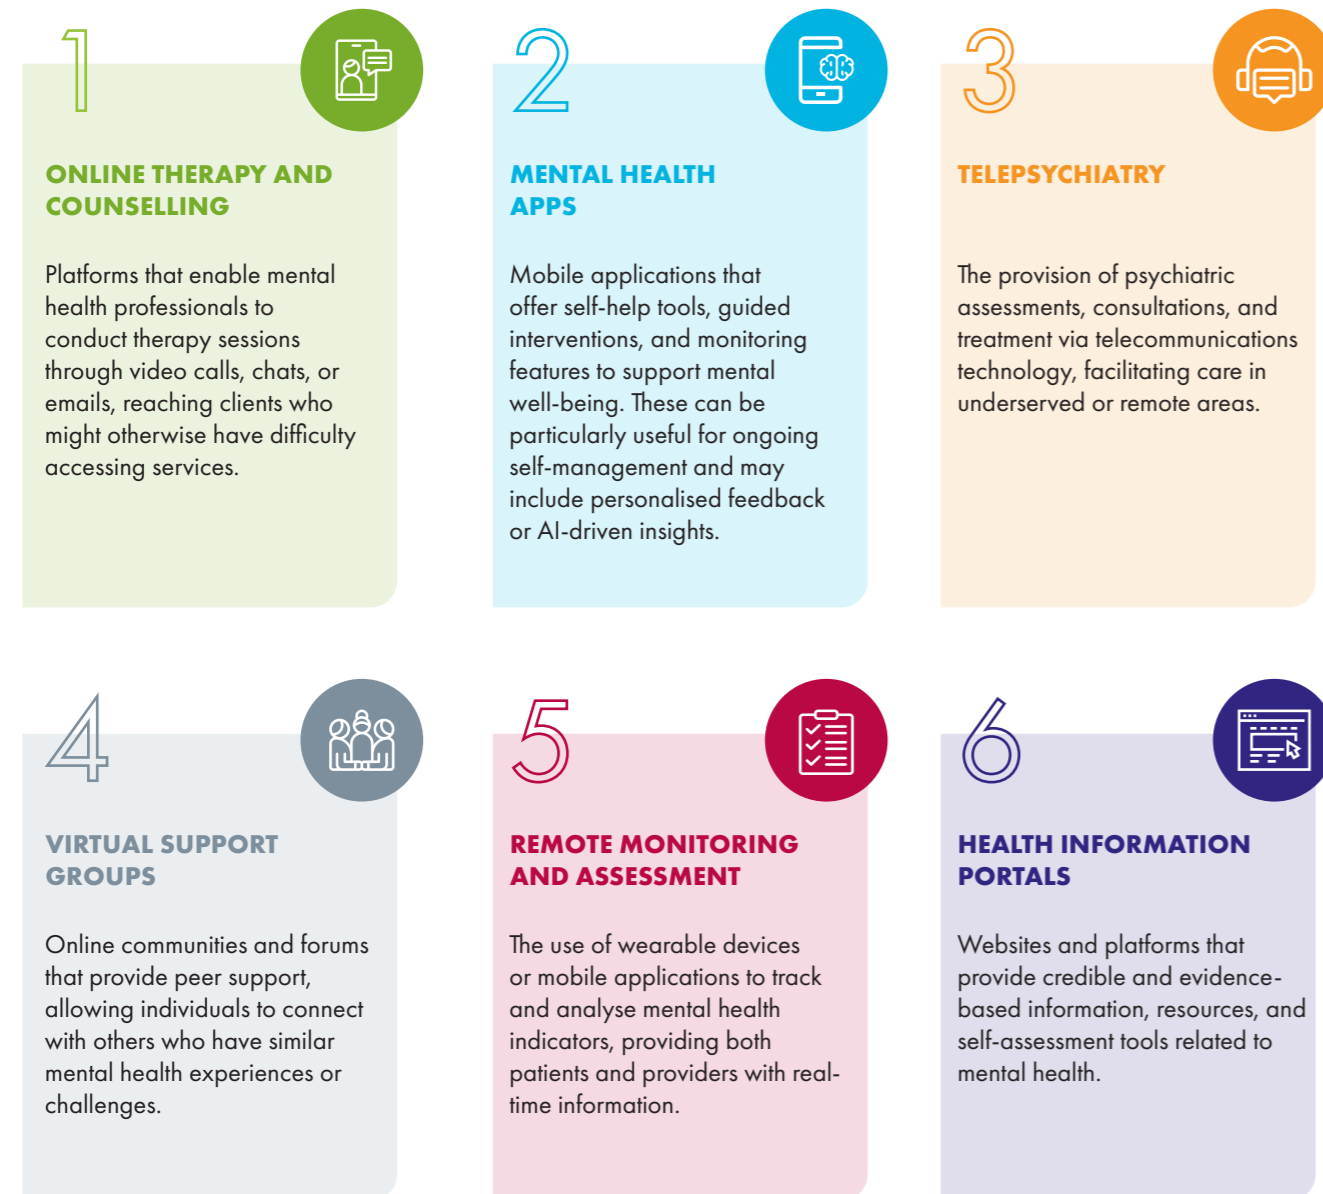 1
ONLINE THERAPY AND
COUNSELLING
Platforms that enable mental
health professionals to
conduct therapy sessions
through video calls, chats, or
emails, reaching clients who
might otherwise have difficulty
accessing services.
2
MENTAL HEALTH
APPS
Mobile applications that
offer self-help tools, guided
interventions, and monitoring
features to support mental
well-being. These can be
particularly useful for ongoing
self-management and may
include personalised feedback
or AI-driven insights.
3
TELEPSYCHIATRY
The provision of psychiatric
assessments, consultations, and
treatment via telecommunications
technology, facilitating care in
underserved or remote areas.
4
VIRTUAL SUPPORT
GROUPS
Online communities and forums
that provide peer support,
allowing individuals to connect
with others who have similar
mental health experiences or
challenges.
5
REMOTE MONITORING
AND ASSESSMENT
The use of wearable devices
or mobile applications to track
and analyse mental health
indicators, providing both
patients and providers with real-
time information.
6
HEALTH INFORMATION
PORTALS
Websites and platforms that
provide credible and evidence-
based information, resources, and
self-assessment tools related to
mental health.